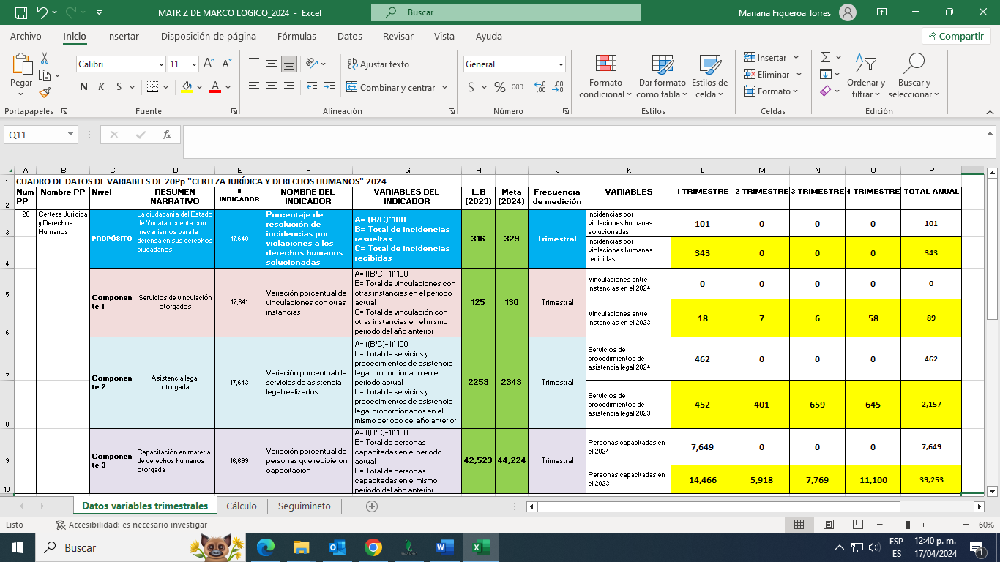 MATRIZ DE MARCO LOGICO_2024 - Excel
Buscar
Mariana Figueroa Torres
Archivo Inicio Insertar Disposición de página Fórmulas Datos Revisar Vista Ayuda
Compartir
Pegar
Portapapeles
Calibri 11
N K S
Fuente
Ajustar texto
Combinar y centrar
Alineación
General
$ % 000
Número
Formato condicional
Dar formato como tabla
Estilos de celda
Estilos
Insertar
Eliminar
Formato
Celdas
Ordenar y filtrar
Buscar y seleccionar
Edición
Q11
fx
A B C D E F G H I J K L M N O P
1 CUADRO DE DATOS DE VARIABLES DE 20Pp "CERTEZA JURÍDICA Y DERECHOS HUMANOS" 2024
2
Num PP
Nombre PP
Nivel
RESUMEN NARRATIVO
# INDICADOR
NOMBRE DEL INDICADOR
VARIABLES DEL INDICADOR
L.B (2023)
Meta (2024)
Frecuencia de medición
VARIABLES
1 TRIMESTRE
2 TRIMESTRE
3 TRIMESTRE
4 TRIMESTRE
TOTAL ANUAL
3
20
Certeza Jurídica
y Derechos
Humanos
PROPÓSITO
La ciudadanía del Estado
de Yucatán cuenta con
mecanismos para la
defensa en sus derechos
ciudadanos
17,640
Porcentaje de
resolución de
incidencias por
violaciones a los
derechos humanos
solucionadas
A= (B/C)*100
B= Total de incidencias
resueltas
C= Total de incidencias
recibidas
316
329
Trimestral
Incidencias por
violaciones humanas
solucionadas
101 0 0 0 101
4
Incidencias por
violaciones humanas
recibidas
343 0 0 0 343
5
Componen
te 1
Servicios de vinculación
otorgados
17,641
Variación porcentual de
vinculaciones con otras
instancias
A= ((B/C)-1)*100
B= Total de vinculaciones con
otras instancias en el periodo
actual
C= Total de vinculación con
otras instancias en el mismo
periodo del año anterior
125
130
Trimestral
Vinculaciones entre
instancias en el 2024
0 0 0 0 0
6
Vinculaciones entre
instancias en el 2023
18 7 6 58 89
7
Componen
te 2
Asistencia legal
otorgada
17,643
Variación porcentual de
servicios de asistencia
legal realizados
A= ((B/C)-1)*100
B= Total de servicios y
procedimientos de asistencia
legal proporcionado en el
periodo actual
C= Total de servicios y
procedimientos de asistencia
legal proporcionados en el
mismo periodo del año anterior
2253
2343
Trimestral
Servicios de
procedimientos de
asistencia legal 2024
462 0 0 0 462
8
Servicios de
procedimientos de
asistencia legal 2023
452 401 659 645 2,157
9
Componen
te 3
Capacitación en materia
de derechos humanos
otorgada
16,699
Variación porcentual de
personas que recibieron
capacitación
A= ((B/C)-1)*100
B= Total de personas
capacitadas en el periodo
actual
C= Total de personas
capacitadas en el mismo
periodo del año anterior
42,523
44,224
Trimestral
Personas capacitadas en
el 2024
7,649 0 0 0 7,649
10
Personas capacitadas en
el 2023
14,466 5,918 7,769 11,100 39,253
Datos variables trimestrales Cálculo Seguimineto
Listo
Accesibilidad: es necesario investigar
60%
Buscar
ESP
ES
12:40 p. m.
17/04/2024
1